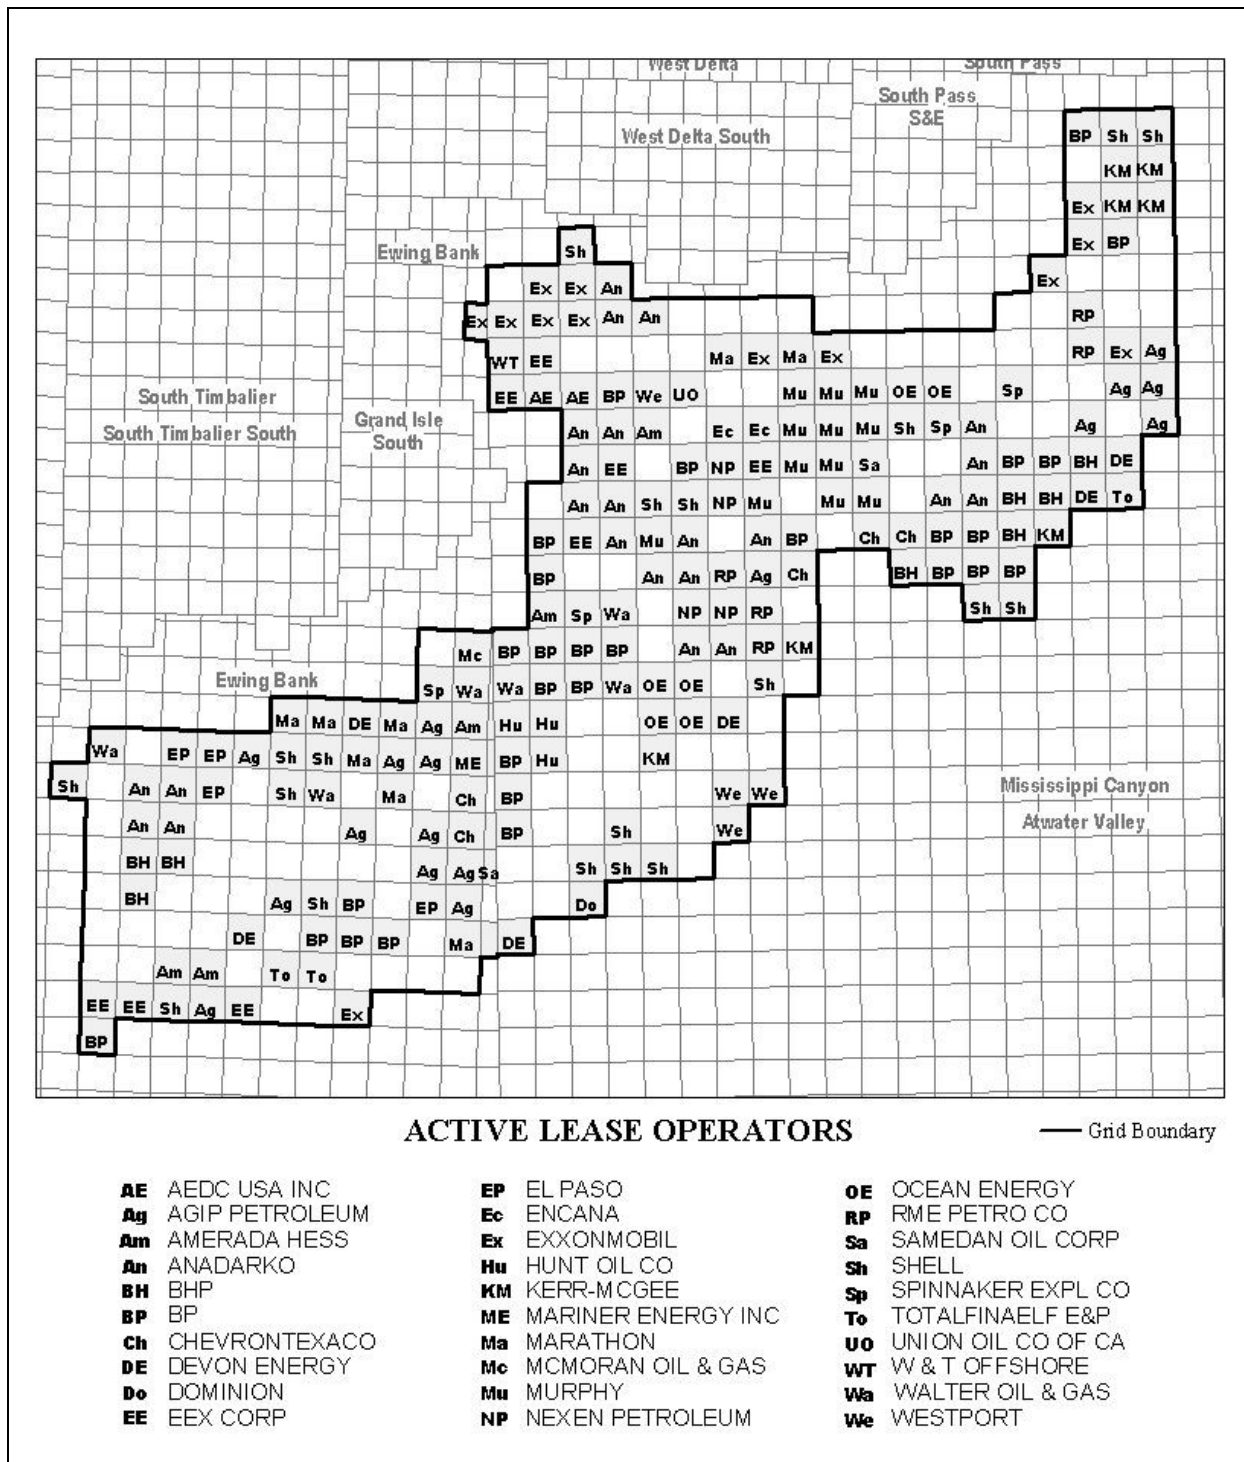 West Delta
South Pass
South Pass
S&E
West Delta South
BP Sh Sh
KM KM
Ex KM KM
Ewing Bank
Sh
Ex BP
Ex Ex An
Ex
Ex Ex Ex Ex An An
RP
WT EE
Ma Ex Ma Ex
RP Ex Ag
South Timbalier
EE AE AE BP We UO
Mu Mu Mu OE OE
Sp
Ag Ag
South Timbalier South
Grand Isle
South
An An Am
Ec Ec Mu Mu Mu Sh Sp An
Ag
Ag
An EE
BP NP EE Mu Mu Sa
An BP BP BH DE
An An Sh Sh NP Mu
Mu Mu
An An BH BH DE To
BP EE An Mu An
An BP
Ch Ch BP BP BH KM
BP
An An RP Ag Ch
BH BP BP BP
Am Sp Wa
NP NP RP
Sh Sh
Mc BP BP BP BP
An An RP KM
Ewing Bank
Sp Wa Wa BP BP Wa OE OE
Sh
Ma Ma DE Ma Ag Am Hu Hu
OE OE DE
Wa
EP EP Ag Sh Sh Ma Ag Ag ME BP Hu
KM
Sh
An An EP
Sh Wa
Ma
Ch BP
We We
Mississippi Canyon
An An
Ag
Ag Ch BP
Sh
We
Atwater Valley
BH BH
Ag Ag Sa
Sh Sh Sh
BH
Ag Sh BP
EP Ag
Do
DE
BP BP BP
Ma
DE
Am Am
To To
EE EE Sh Ag EE
Ex
BP
ACTIVE LEASE OPERATORS
Grid Boundary
AE AEDC USA INC
Ag AGIP PETROLEUM
Am AMERADA HESS
An ANADARKO
BH BHP
BP BP
Ch CHEVRONTEXACO
DE DEVON ENERGY
Do DOMINION
EE EEX CORP
EP EL PASO
Ec ENCANA
Ex EXXONMOBIL
Hu HUNT OIL CO
KM KERR-MCGEE
ME MARINER ENERGY INC
Ma MARATHON
Mc MCMORAN OIL & GAS
Mu MURPHY
NP NEXEN PETROLEUM
OE OCEAN ENERGY
RP RME PETRO CO
Sa SAMEDAN OIL CORP
Sh SHELL
Sp SPINNAKER EXPL CO
To TOTALFINAELF E&P
UO UNION OIL CO OF CA
WT W & T OFFSHORE
Wa WALTER OIL & GAS
We WESTPORT